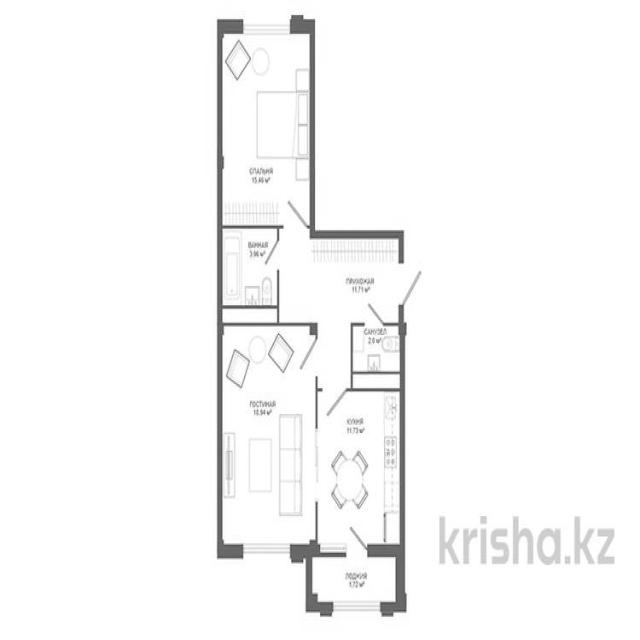 СПАЛЬНЯ
15.46 м²
ВАННАЯ
3.96 м²
ПРИХОЖАЯ
11.71 м²
САНУЗЕЛ
2.0 м²
ГОСТИНАЯ
18.94 м²
КУХНЯ
11.73 м²
krisha.kz
ЛОДЖИЯ
1.72 м²